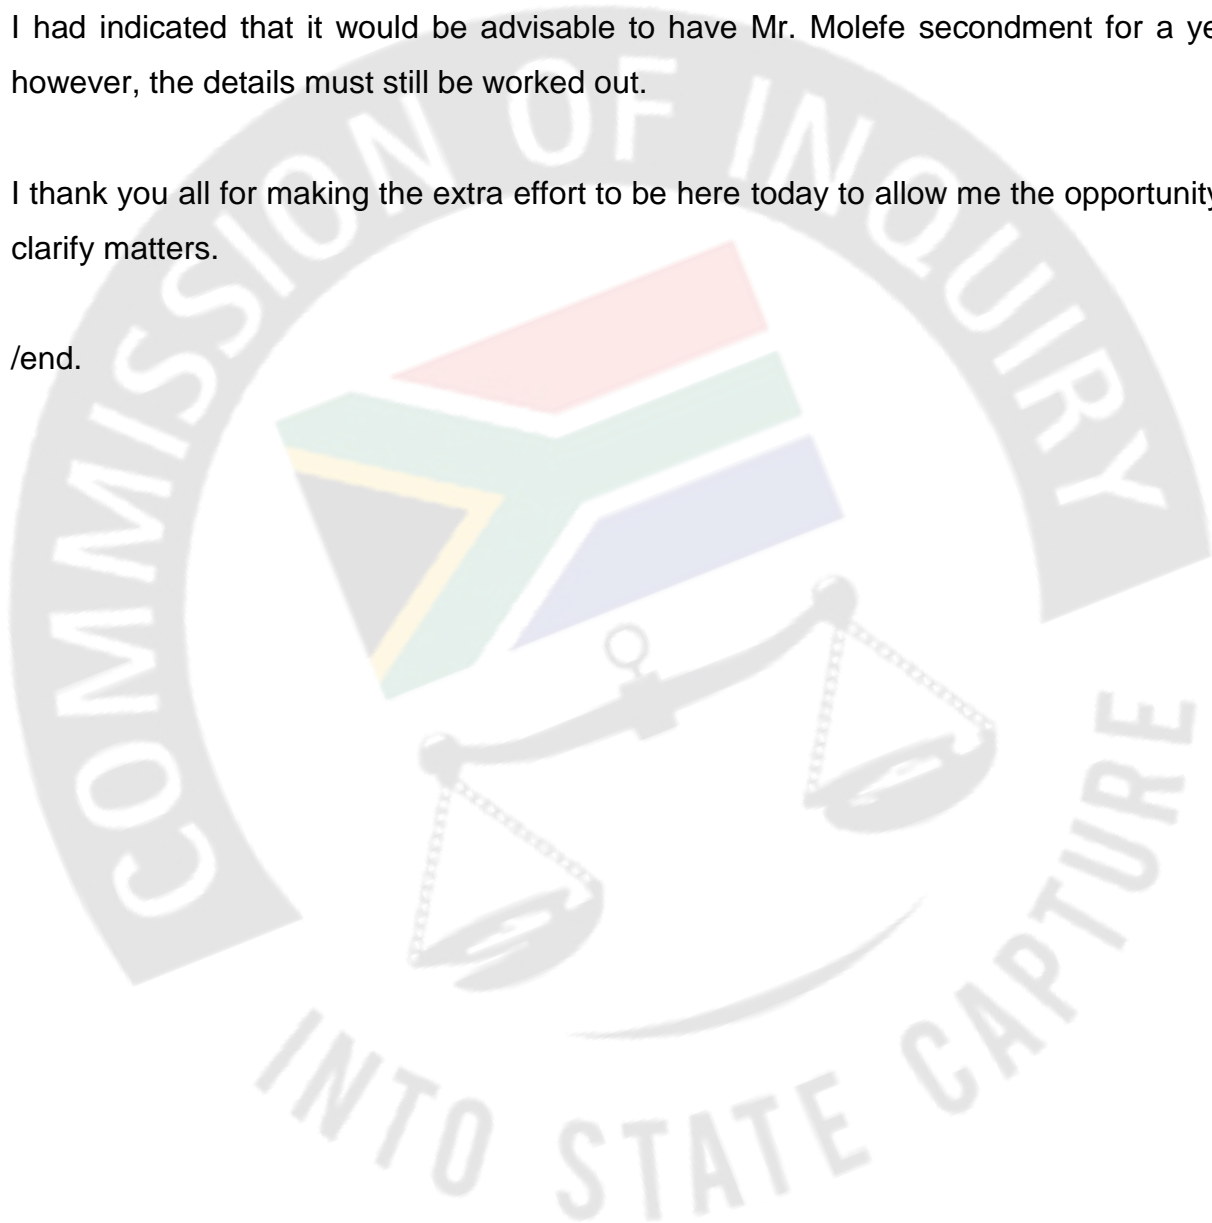 I had indicated that it would be advisable to have Mr. Molefe secondment for a
however, the details must still be worked out.
I thank you all for making the extra effort to be here today to allow me the opportunity
clarify matters.
/end.
COMMISSION OF INQUIRY
INTO STATE CAPTURE